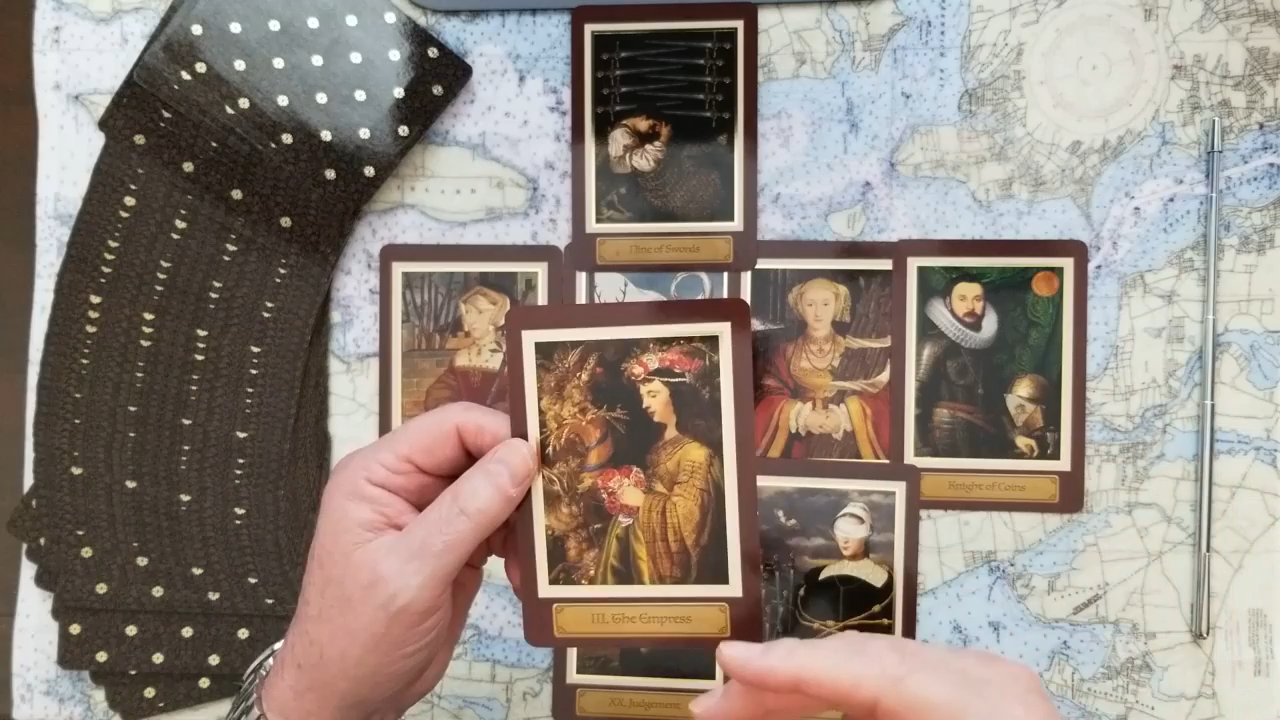 Nine of Swords
Knight of Coins
III. The Empress
XX. Judgement